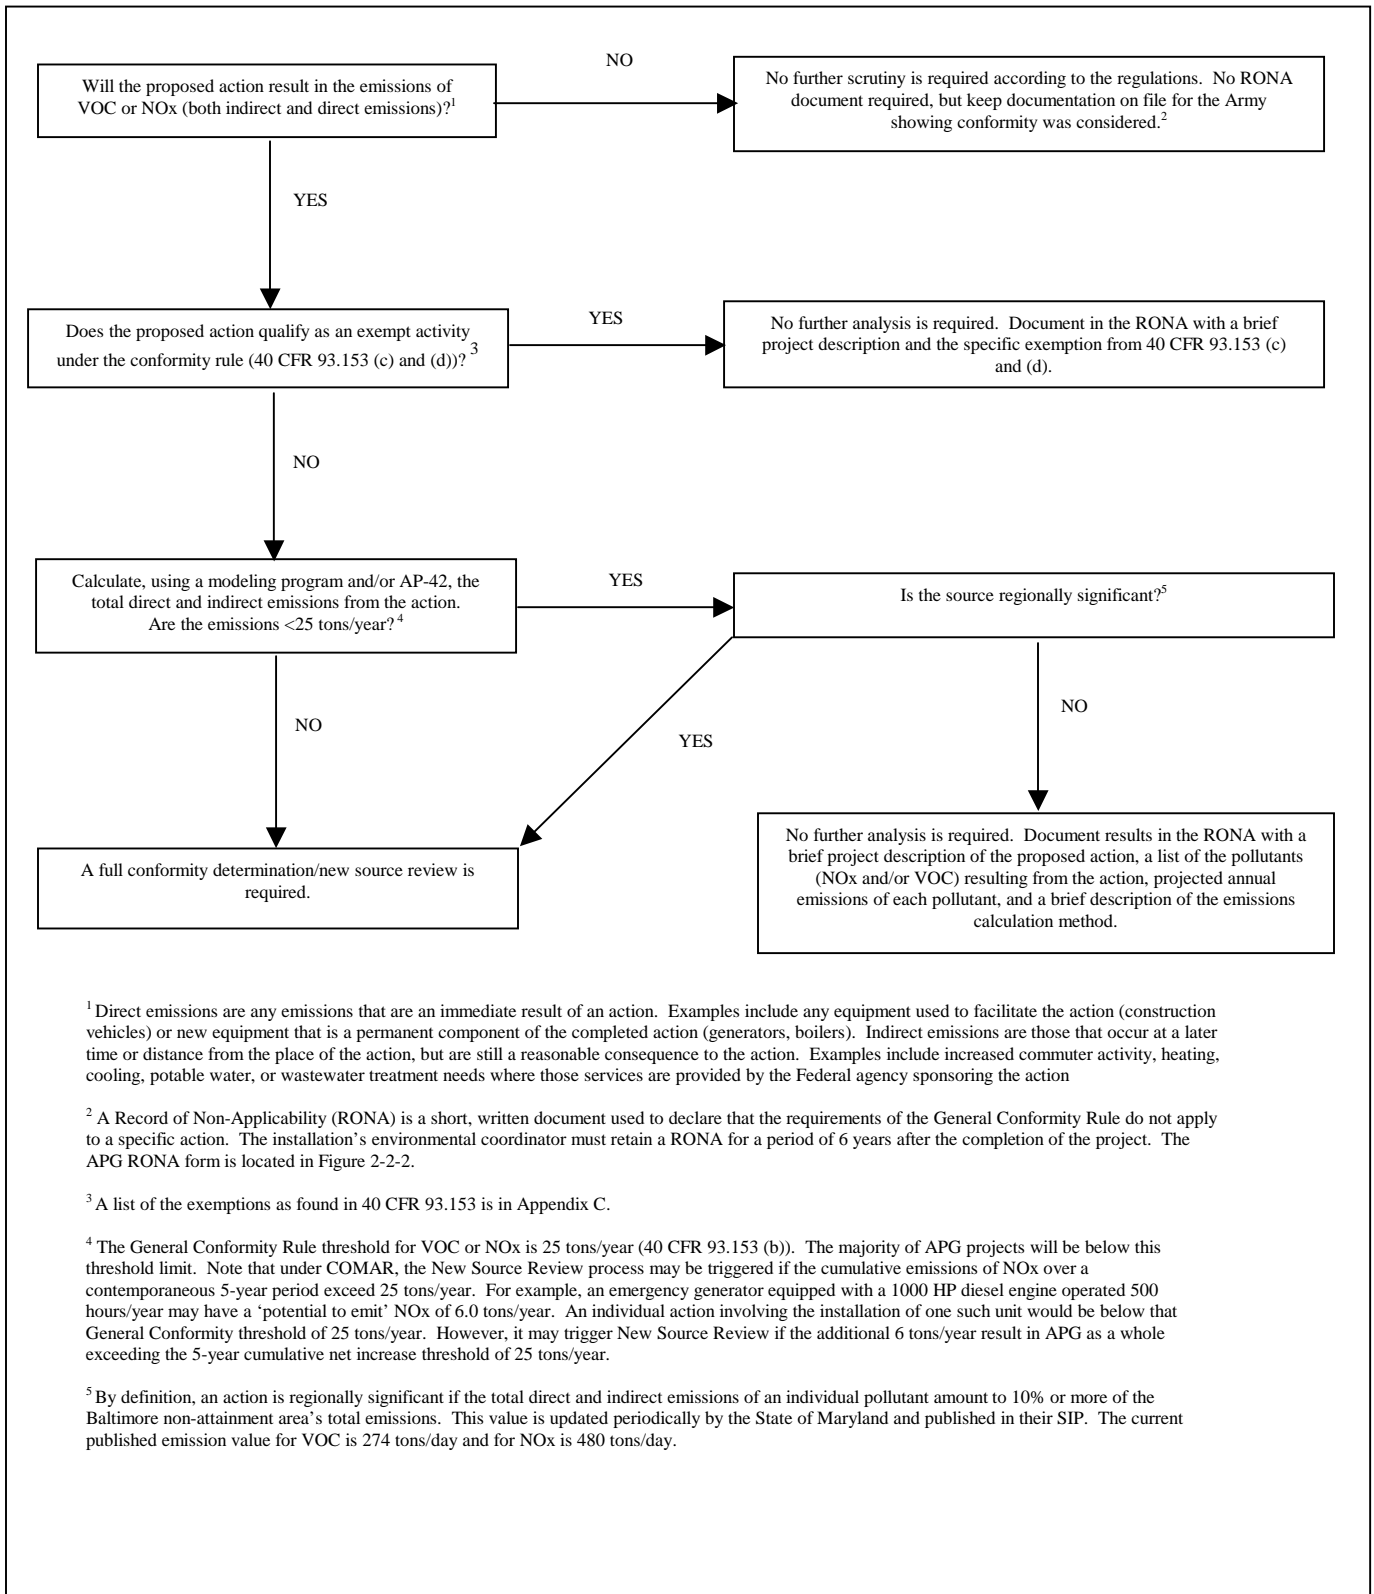 NO
Will the proposed action result in the emissions of
VOC or NOx (both indirect and direct emissions)?1
No further scrutiny is required according to the regulations. No RONA
document required, but keep documentation on file for the Army
showing conformity was considered.2
YES
Does the proposed action qualify as an exempt activity
under the conformity rule (40 CFR 93.153 (c) and (d))? 3
YES
No further analysis is required. Document in the RONA with a brief
project description and the specific exemption from 40 CFR 93.153 (c)
and (d).
NO
Calculate, using a modeling program and/or AP-42, the
total direct and indirect emissions from the action.
Are the emissions <25 tons/year? 4
YES
Is the source regionally significant?5
NO
YES
NO
A full conformity determination/new source review is
required.
No further analysis is required. Document results in the RONA with a
brief project description of the proposed action, a list of the pollutants
(NOx and/or VOC) resulting from the action, projected annual
emissions of each pollutant, and a brief description of the emissions
calculation method.
1 Direct emissions are any emissions that are an immediate result of an action. Examples include any equipment used to facilitate the action (construction
vehicles) or new equipment that is a permanent component of the completed action (generators, boilers). Indirect emissions are those that occur at a later
time or distance from the place of the action, but are still a reasonable consequence to the action. Examples include increased commuter activity, heating,
cooling, potable water, or wastewater treatment needs where those services are provided by the Federal agency sponsoring the action
2 A Record of Non-Applicability (RONA) is a short, written document used to declare that the requirements of the General Conformity Rule do not apply
to a specific action. The installation's environmental coordinator must retain a RONA for a period of 6 years after the completion of the project. The
APG RONA form is located in Figure 2-2-2.
3 A list of the exemptions as found in 40 CFR 93.153 is in Appendix C.
4 The General Conformity Rule threshold for VOC or NOx is 25 tons/year (40 CFR 93.153 (b)). The majority of APG projects will be below this
threshold limit. Note that under COMAR, the New Source Review process may be triggered if the cumulative emissions of NOx over a
contemporaneous 5-year period exceed 25 tons/year. For example, an emergency generator equipped with a 1000 HP diesel engine operated 500
hours/year may have a 'potential to emit' NOx of 6.0 tons/year. An individual action involving the installation of one such unit would be below that
General Conformity threshold of 25 tons/year. However, it may trigger New Source Review if the additional 6 tons/year result in APG as a whole
exceeding the 5-year cumulative net increase threshold of 25 tons/year.
5 By definition, an action is regionally significant if the total direct and indirect emissions of an individual pollutant amount to 10% or more of the
Baltimore non-attainment area's total emissions. This value is updated periodically by the State of Maryland and published in their SIP. The current
published emission value for VOC is 274 tons/day and for NOx is 480 tons/day.